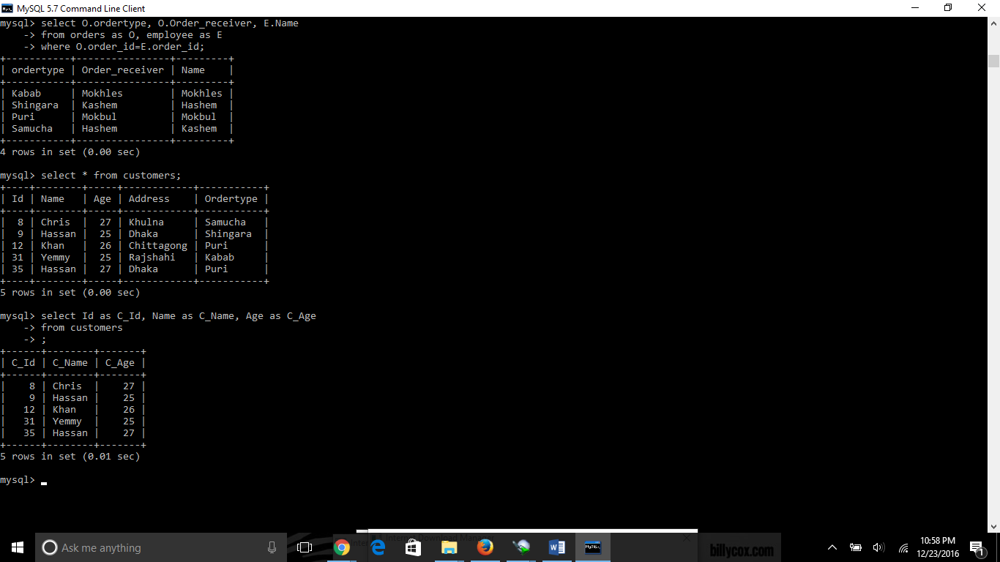 MySQL 5.7 Command Line Client
mysql> select O.ordertype, O.Order_receiver, E.Name
    -> from orders as O, employee as E
    -> where O.order_id=E.order_id;
+-----------+----------------+---------+
| ordertype | Order_receiver | Name    |
+-----------+----------------+---------+
| Kabab     | Mokhles        | Mokhles |
| Shingara  | Kashem         | Hashem  |
| Puri      | Mokbul         | Mokbul  |
| Samucha   | Hashem         | Kashem  |
+-----------+----------------+---------+
4 rows in set (0.00 sec)
mysql> select * from customers;
+----+--------+-----+------------+-----------+
| Id | Name   | Age | Address    | Ordertype |
+----+--------+-----+------------+-----------+
|  8 | Chris  |  27 | Khulna     | Samucha   |
|  9 | Hassan |  25 | Dhaka      | Shingara  |
| 12 | Khan   |  26 | Chittagong | Puri      |
| 31 | Yemmy  |  25 | Rajshahi   | Kabab     |
| 35 | Hassan |  27 | Dhaka      | Puri      |
+----+--------+-----+------------+-----------+
5 rows in set (0.00 sec)
mysql> select Id as C_Id, Name as C_Name, Age as C_Age
    -> from customers
    -> ;
+------+--------+-------+
| C_Id | C_Name | C_Age |
+------+--------+-------+
|    8 | Chris  |    27 |
|    9 | Hassan |    25 |
|   12 | Khan   |    26 |
|   31 | Yemmy  |    25 |
|   35 | Hassan |    27 |
+------+--------+-------+
5 rows in set (0.01 sec)
mysql>
Internet Download Manager
Ask me anything
Inte
MySQL
billycox.com
10:58 PM
12/23/2016
1